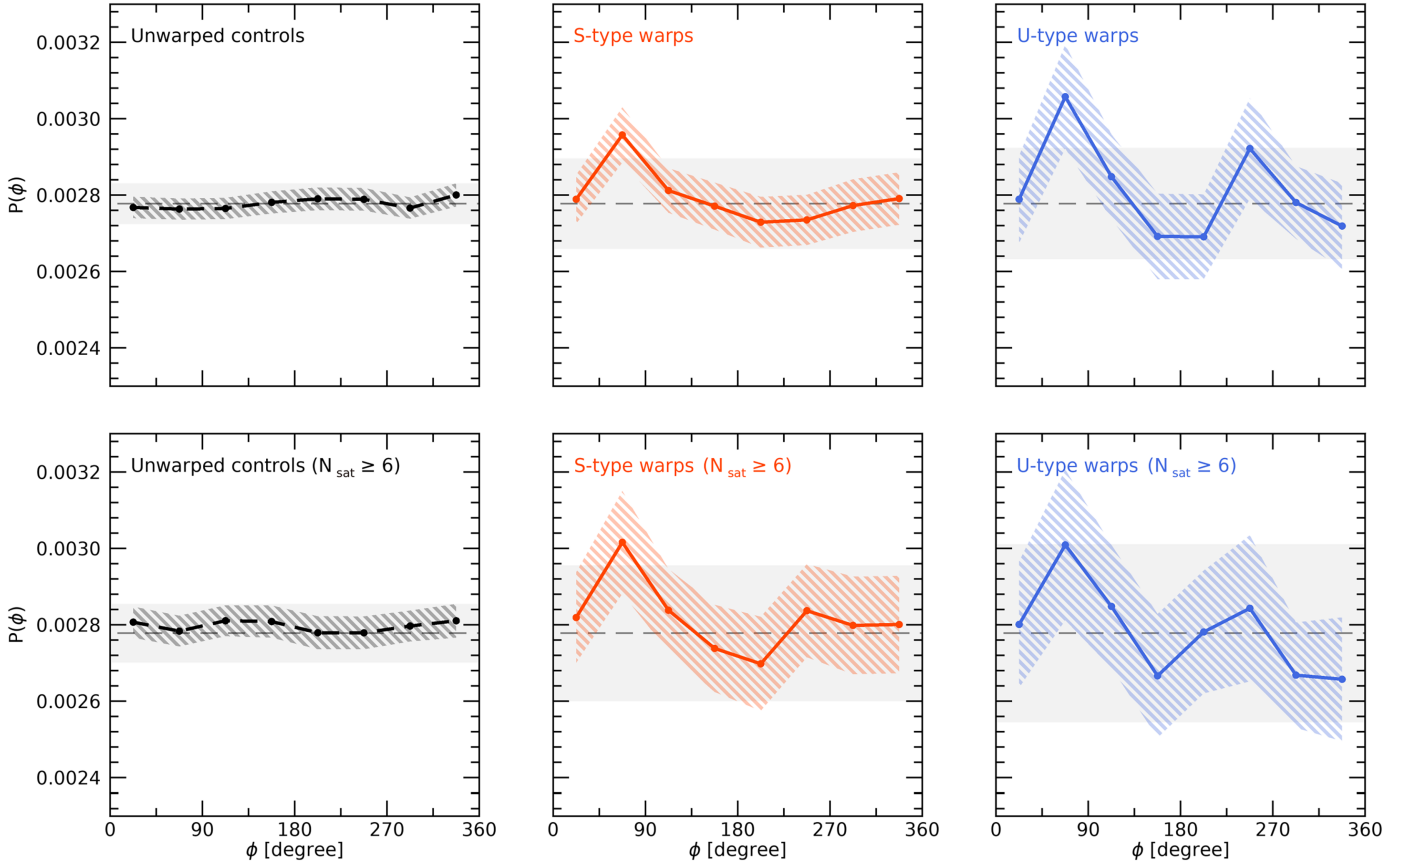 Unwarped controls
S-type warps
U-type warps
0.0032
0.0030
0.0028
0.0026
0.0024
P(ϕ)
Unwarped controls (N sat ≥ 6)
S-type warps (N sat ≥ 6)
U-type warps (N sat ≥ 6)
0.0032
0.0030
0.0028
0.0026
0.0024
P(ϕ)
0 90 180 270 360
0 90 180 270 360
0 90 180 270 360
ϕ [degree]
ϕ [degree]
ϕ [degree]